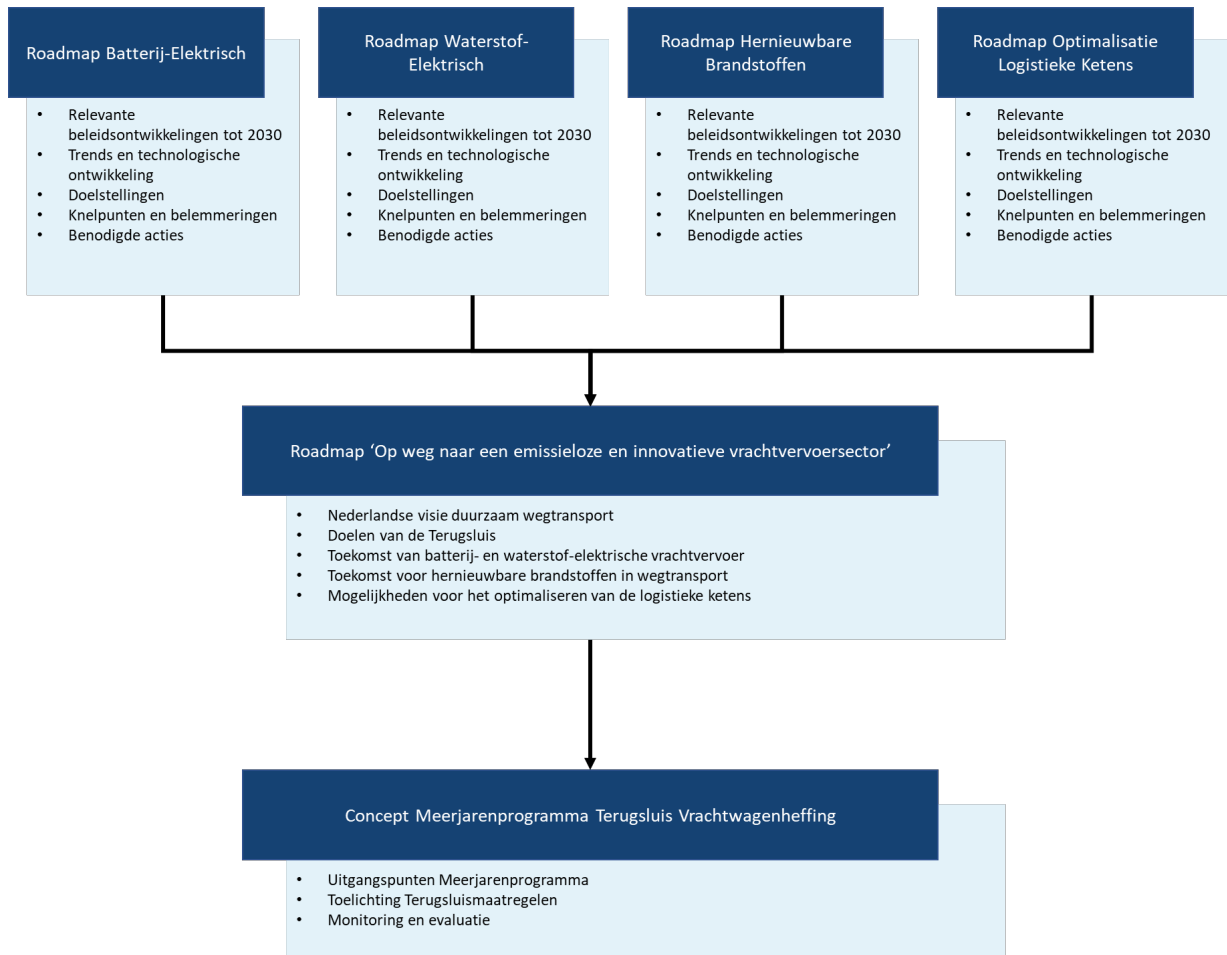 Roadmap Batterij-Elektrisch
• Relevante
beleidsontwikkelingen tot 2030
• Trends en technologische
ontwikkeling
• Doelstellingen
• Knelpunten en belemmeringen
• Benodigde acties
Roadmap Waterstof-
Elektrisch
• Relevante
beleidsontwikkelingen tot 2030
• Trends en technologische
ontwikkeling
• Doelstellingen
• Knelpunten en belemmeringen
• Benodigde acties
Roadmap Hernieuwbare
Brandstoffen
• Relevante
beleidsontwikkelingen tot 2030
• Trends en technologische
ontwikkeling
• Doelstellingen
• Knelpunten en belemmeringen
• Benodigde acties
Roadmap Optimalisatie
Logistieke Ketens
• Relevante
beleidsontwikkelingen tot 2030
• Trends en technologische
ontwikkeling
• Doelstellingen
• Knelpunten en belemmeringen
• Benodigde acties
Roadmap ‘Op weg naar een emissieloze en innovatieve vrachtvervoersector’
• Nederlandse visie duurzaam wegtransport
• Doelen van de Terugsluis
• Toekomst van batterij- en waterstof-elektrische vrachtvervoer
• Toekomst voor hernieuwbare brandstoffen in wegtransport
• Mogelijkheden voor het optimaliseren van de logistieke ketens
Concept Meerjarenprogramma Terugsluis Vrachtwagenheffing
• Uitgangspunten Meerjarenprogramma
• Toelichting Terugsluismaatregelen
• Monitoring en evaluatie